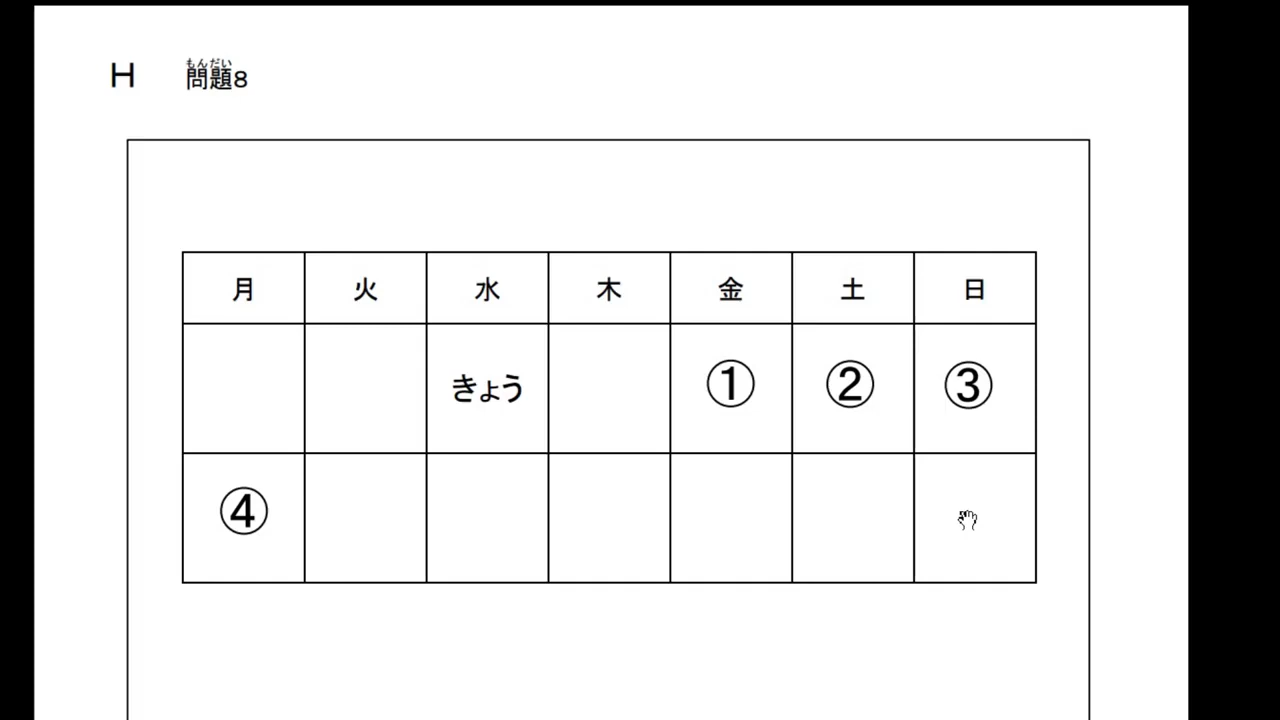 H 問題8
もんだい
月 火 水 木 金 土 日
きょう ① ② ③
④